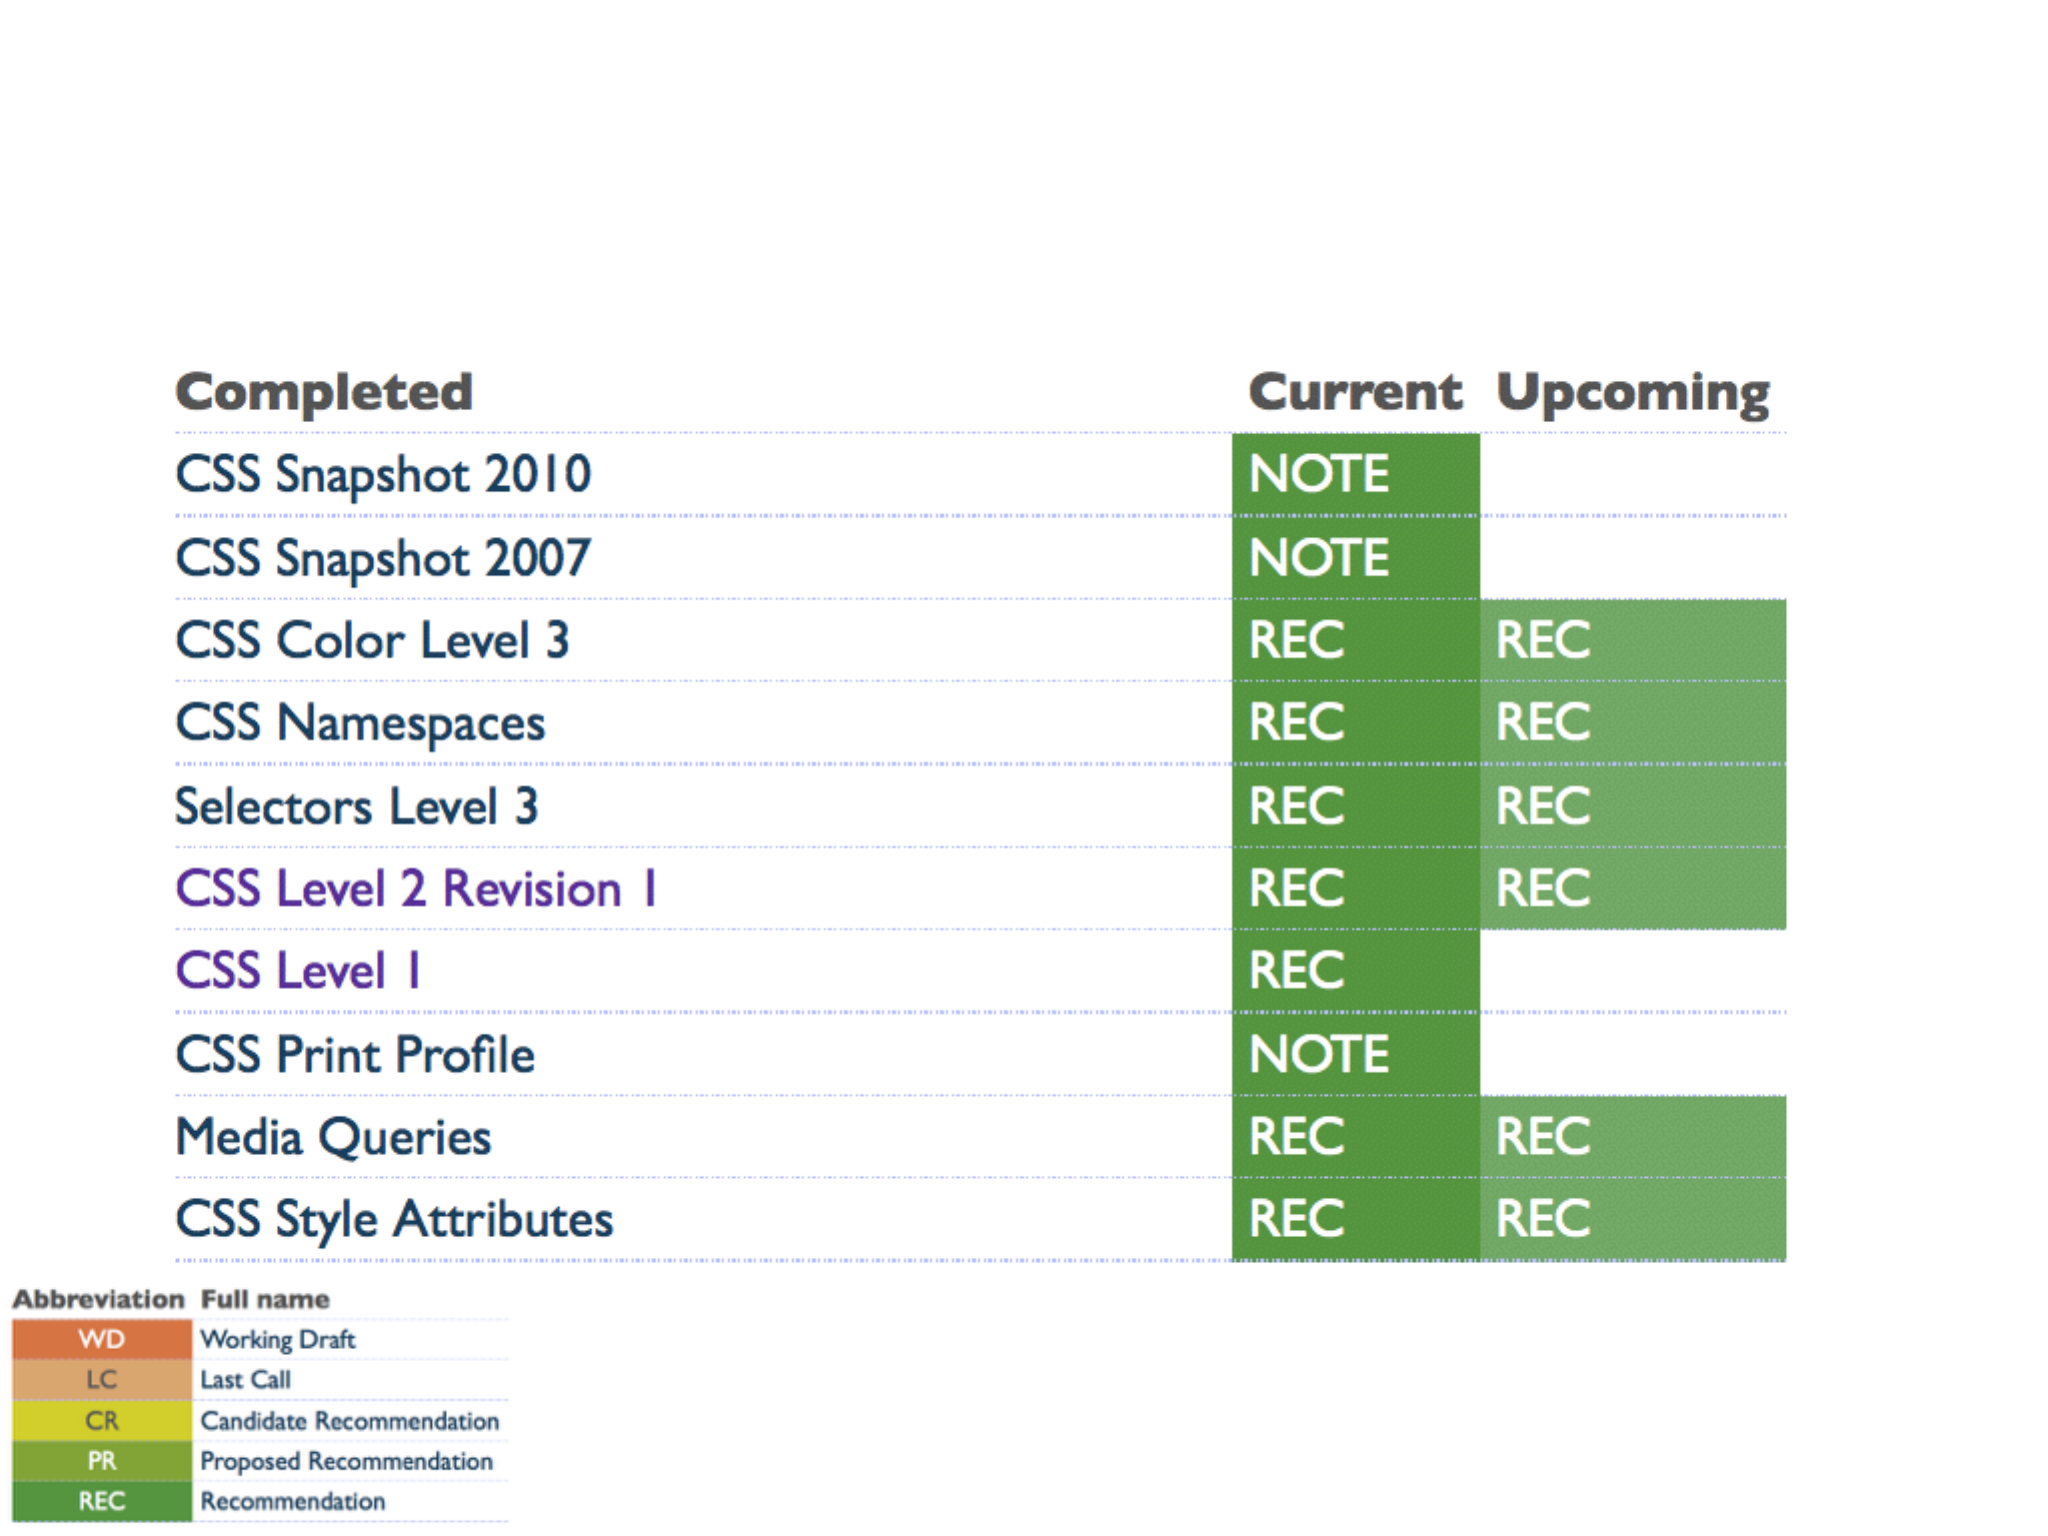 Completed Current Upcoming
CSS Snapshot 2010 NOTE
CSS Snapshot 2007 NOTE
CSS Color Level 3 REC REC
CSS Namespaces REC REC
Selectors Level 3 REC REC
CSS Level 2 Revision 1 REC REC
CSS Level 1 REC
CSS Print Profile NOTE
Media Queries REC REC
CSS Style Attributes REC REC
Abbreviation Full name
WD Working Draft
LC Last Call
CR Candidate Recommendation
PR Proposed Recommendation
REC Recommendation